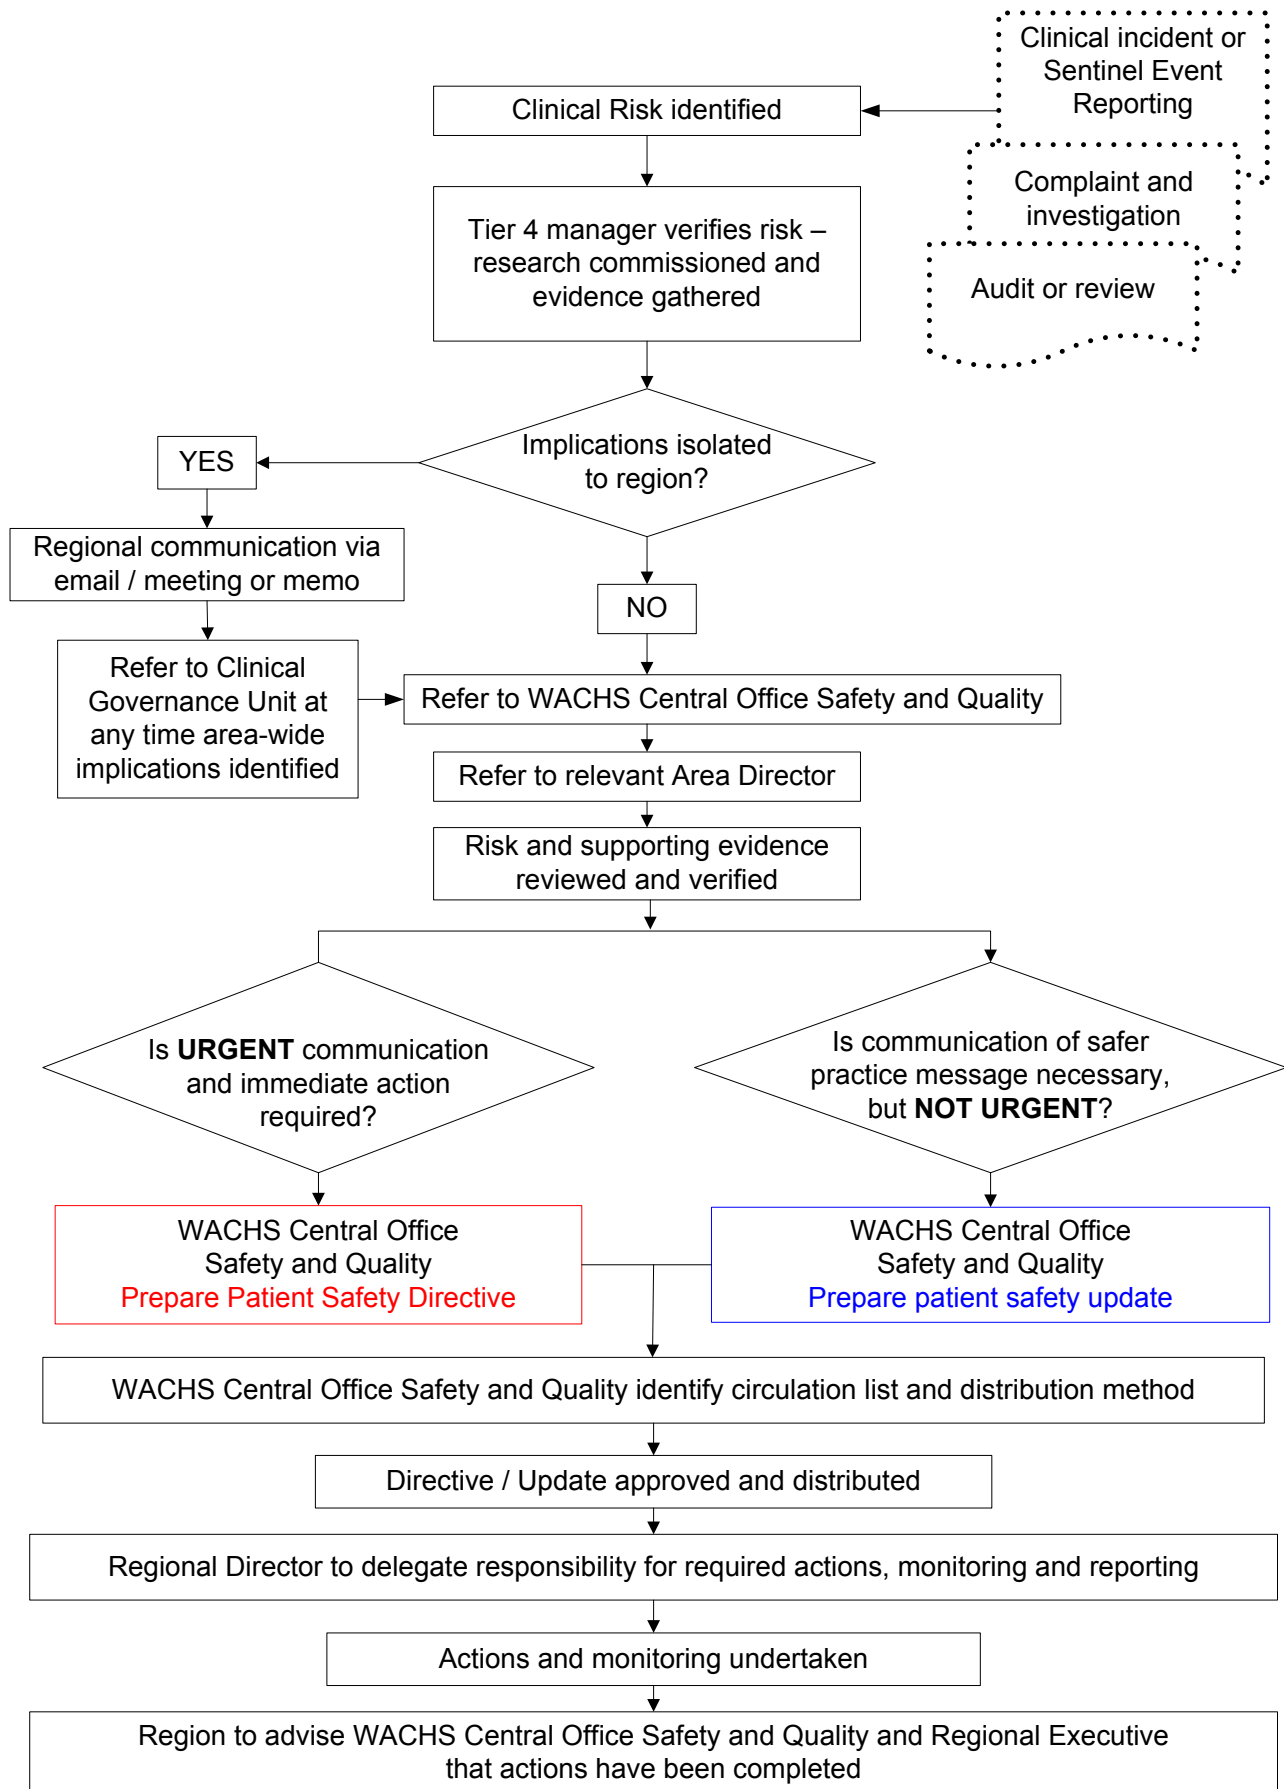 Clinical incident or
Sentinel Event
Reporting
Clinical Risk identified
Complaint and
investigation
Tier 4 manager verifies risk –
research commissioned and
evidence gathered
Audit or review
Implications isolated
to region?
YES
Regional communication via
email / meeting or memo
NO
Refer to Clinical
Governance Unit at
any time area-wide
implications identified
Refer to WACHS Central Office Safety and Quality
Refer to relevant Area Director
Risk and supporting evidence
reviewed and verified
Is URGENT communication
and immediate action
required?
Is communication of safer
practice message necessary,
but NOT URGENT?
WACHS Central Office
Safety and Quality
Prepare Patient Safety Directive
WACHS Central Office
Safety and Quality
Prepare patient safety update
WACHS Central Office Safety and Quality identify circulation list and distribution method
Directive / Update approved and distributed
Regional Director to delegate responsibility for required actions, monitoring and reporting
Actions and monitoring undertaken
Region to advise WACHS Central Office Safety and Quality and Regional Executive
that actions have been completed